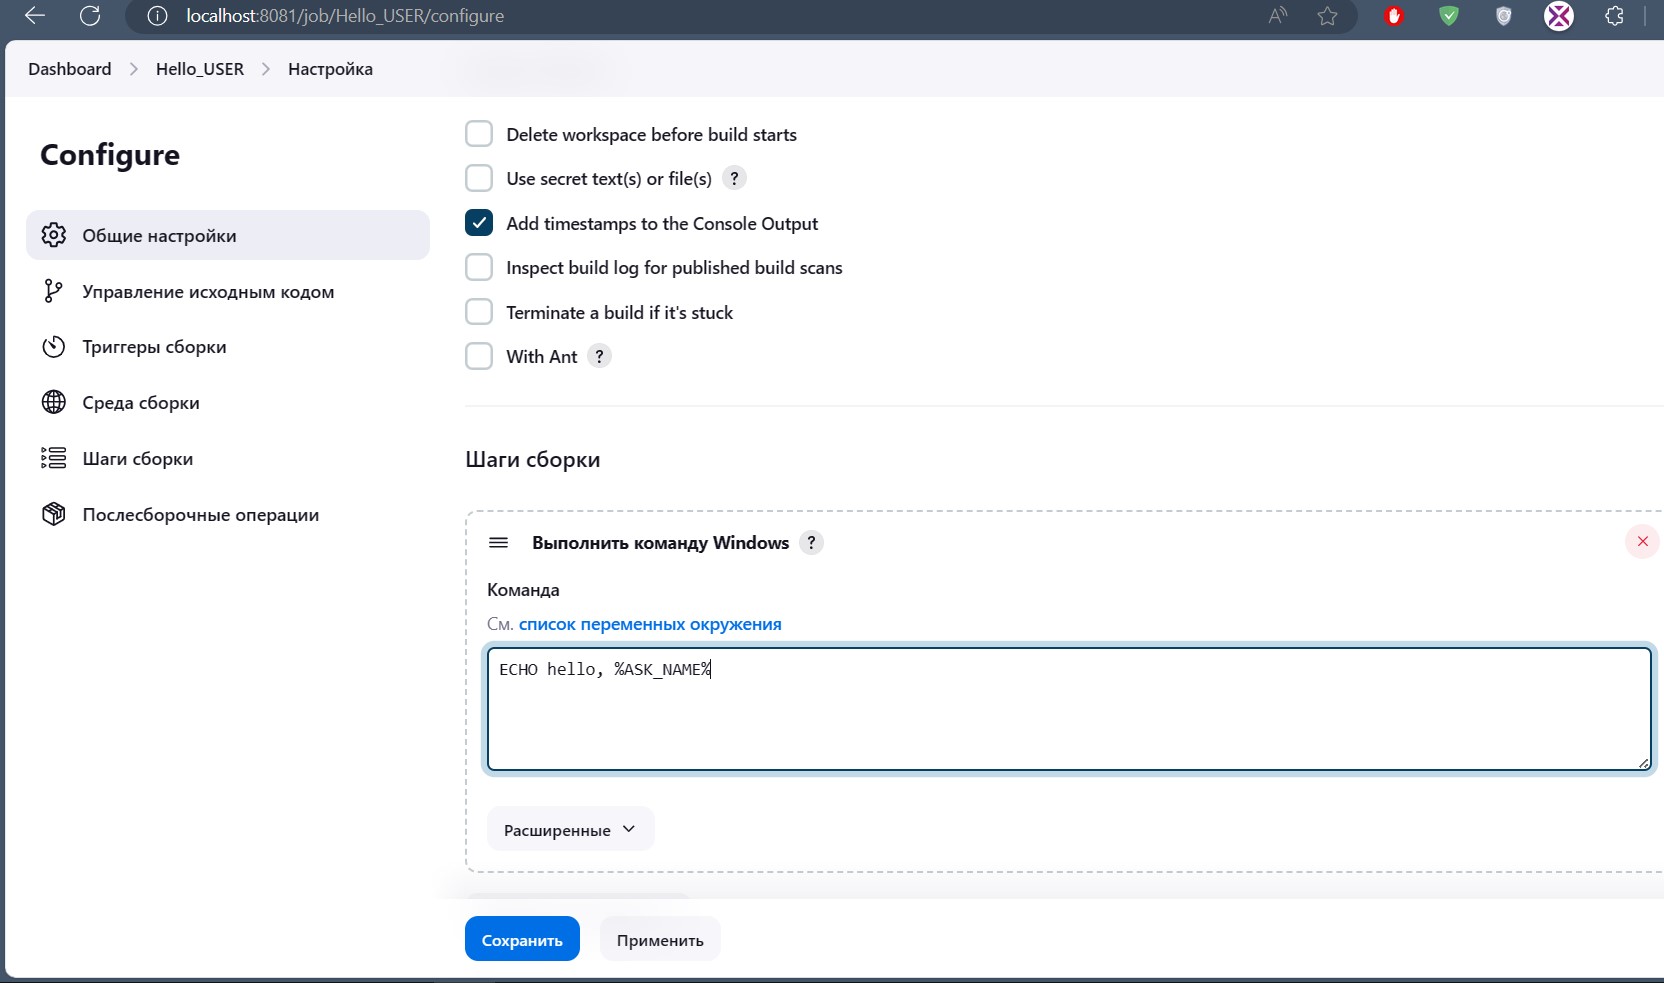 localhost:8081/job/Hello_USER/configure
Dashboard > Hello_USER > Настройка
Configure
Общие настройки
Управление исходным кодом
Триггеры сборки
Среда сборки
Шаги сборки
Послесборочные операции
Delete workspace before build starts
Use secret text(s) or file(s) ?
Add timestamps to the Console Output
Inspect build log for published build scans
Terminate a build if it's stuck
With Ant ?
Шаги сборки
Выполнить команду Windows ?
Команда
См. список переменных окружения
ECHO hello, %ASK_NAME%
Расширенные
Сохранить
Применить